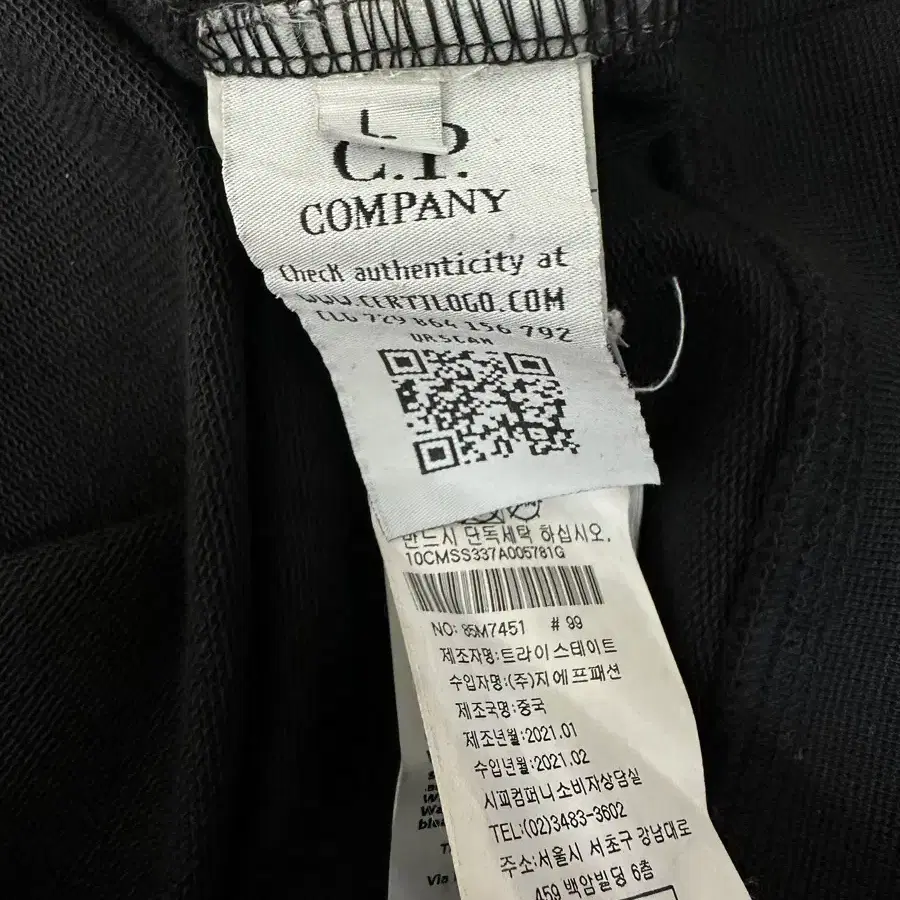 L
C.P.
COMPANY
Check authenticity at
WWW.CERTILOGO.COM
CLG 729 864 156 792
QRSCAN
반드시 단독세탁 하십시오.
10CMSS337A005781G
NO: 85M7451 # 99
제조자명:트라이스테이트
수입자명:(주)지에프패션
제조국명:중국
제조년월:2021.01
수입년월:2021.02
시피컴퍼니소비자상담실
TEL:(02)3483-3602
주소:서울시 서초구 강남대로
459 백암빌딩 6층
Via